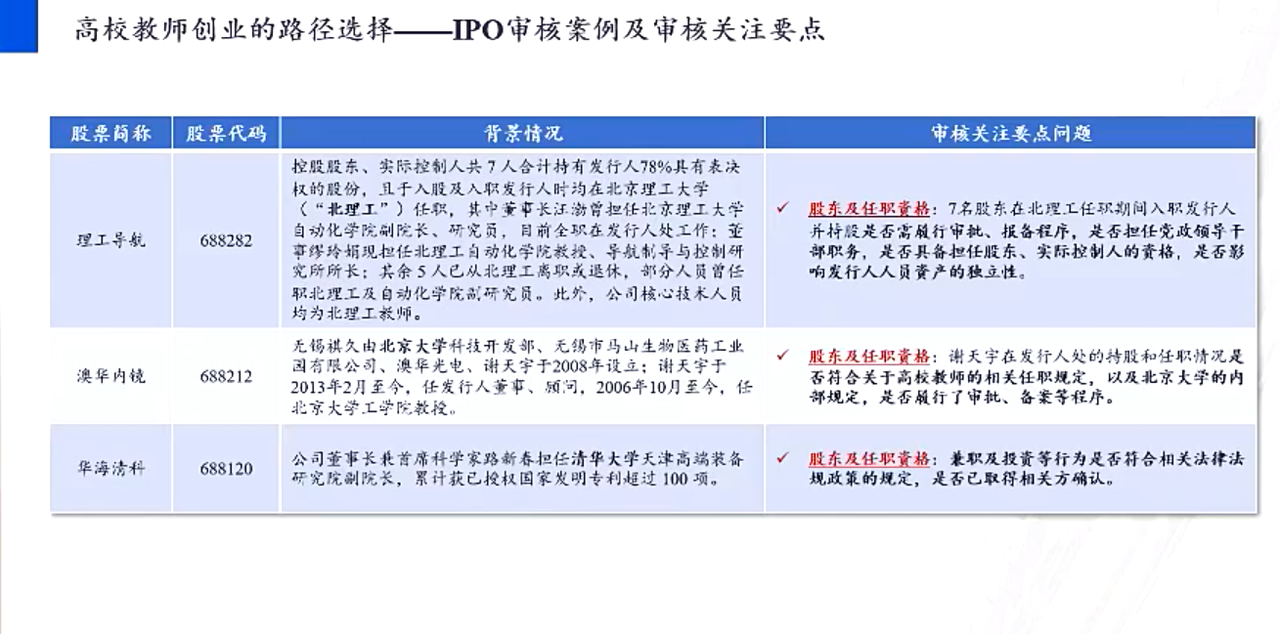 高校教师创业的路径选择——IPO审核案例及审核关注要点
股票简称
股票代码
背景情况
审核关注要点问题
理工导航
688282
控股股东、实际控制人共 7 人合计持有发行人78%具有表决
权的股份，且于入股及入职发行人时均在北京理工大学
（“北理工”）任职，其中董事长汪渤曾担任北京理工大学
自动化学院副院长、研究员，目前全职在发行人处工作；董
事缪玲娟现担任北理工自动化学院教授、导航制导与控制研
究所所长；其余 5 人已从北理工离职或退休，部分人员曾任
职北理工及自动化学院副研究员。此外，公司核心技术人员
均为北理工教师。
✓ 股东及任职资格：7名股东在北理工任职期间入职发行人
并持股是否需履行审批、报备程序，是否担任党政领导干
部职务，是否具备担任股东、实际控制人的资格，是否影
响发行人人员资产的独立性。
澳华内镜
688212
无锡祺久由北京大学科技开发部、无锡市马山生物医药工业
园有限公司、澳华光电、谢天宇于2008年设立；谢天宇于
2013年2月至今，任发行人董事、顾问，2006年10月至今，任
北京大学工学院教授。
✓ 股东及任职资格：谢天宇在发行人处的持股和任职情况是
否符合关于高校教师的相关任职规定，以及北京大学的内
部规定，是否履行了审批、备案等程序。
华海清科
688120
公司董事长兼首席科学家路新春担任清华大学天津高端装备
研究院副院长，累计获已授权国家发明专利超过 100 项。
✓ 股东及任职资格：兼职及投资等行为是否符合相关法律法
规政策的规定，是否已取得相关方确认。